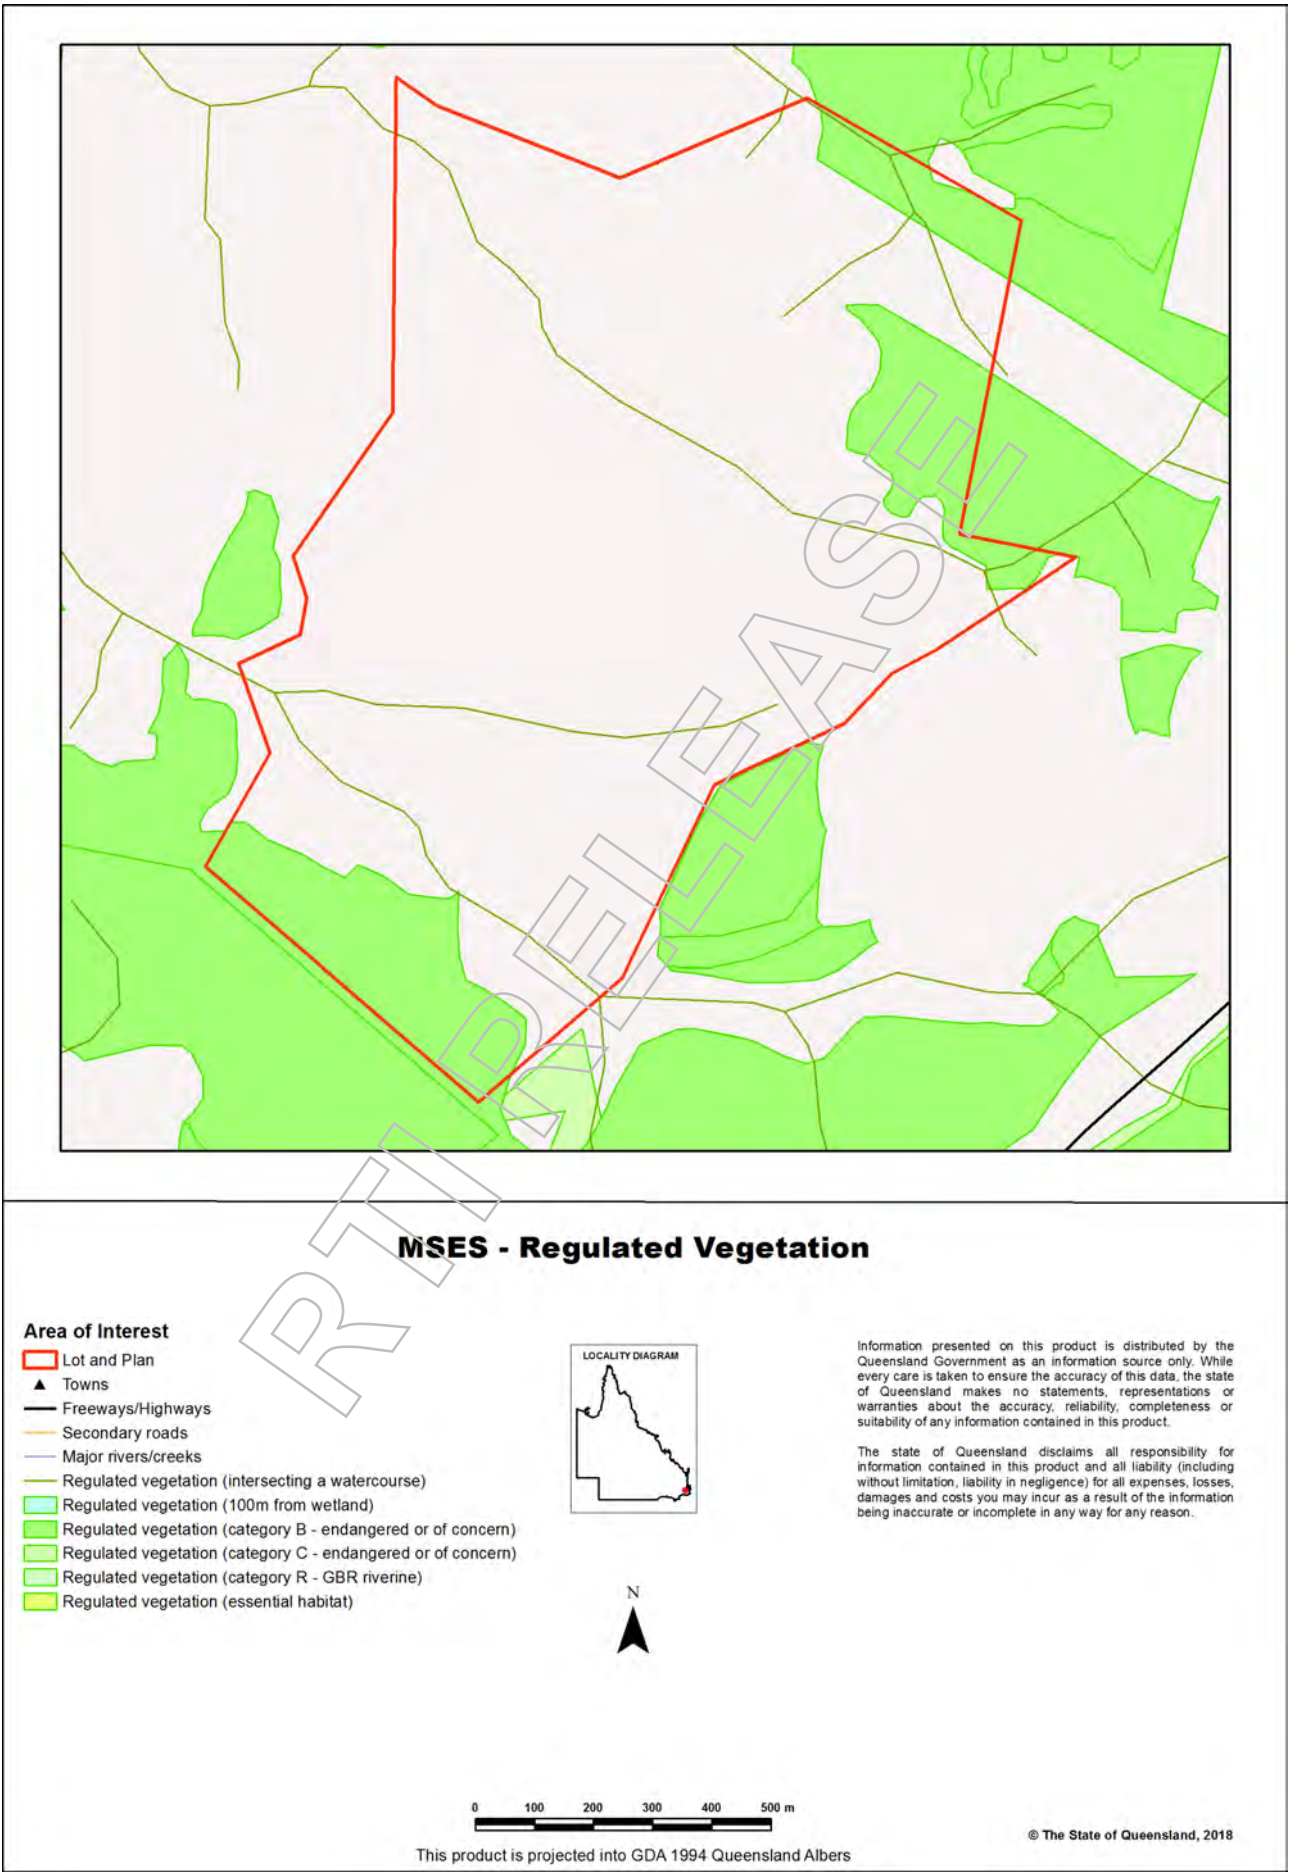 RTI RELEASE
MSES - Regulated Vegetation
Area of Interest
Lot and Plan
Towns
Freeways/Highways
Secondary roads
Major rivers/creeks
Regulated vegetation (intersecting a watercourse)
Regulated vegetation (100m from wetland)
Regulated vegetation (category B - endangered or of concern)
Regulated vegetation (category C - endangered or of concern)
Regulated vegetation (category R - GBR riverine)
Regulated vegetation (essential habitat)
LOCALITY DIAGRAM
N
Information presented on this product is distributed by the
Queensland Government as an information source only. While
every care is taken to ensure the accuracy of this data, the state
of Queensland makes no statements, representations or
warranties about the accuracy, reliability, completeness or
suitability of any information contained in this product.
The state of Queensland disclaims all responsibility for
information contained in this product and all liability (including
without limitation, liability in negligence) for all expenses, losses,
damages and costs you may incur as a result of the information
being inaccurate or incomplete in any way for any reason.
0 100 200 300 400 500 m
This product is projected into GDA 1994 Queensland Albers
© The State of Queensland, 2018